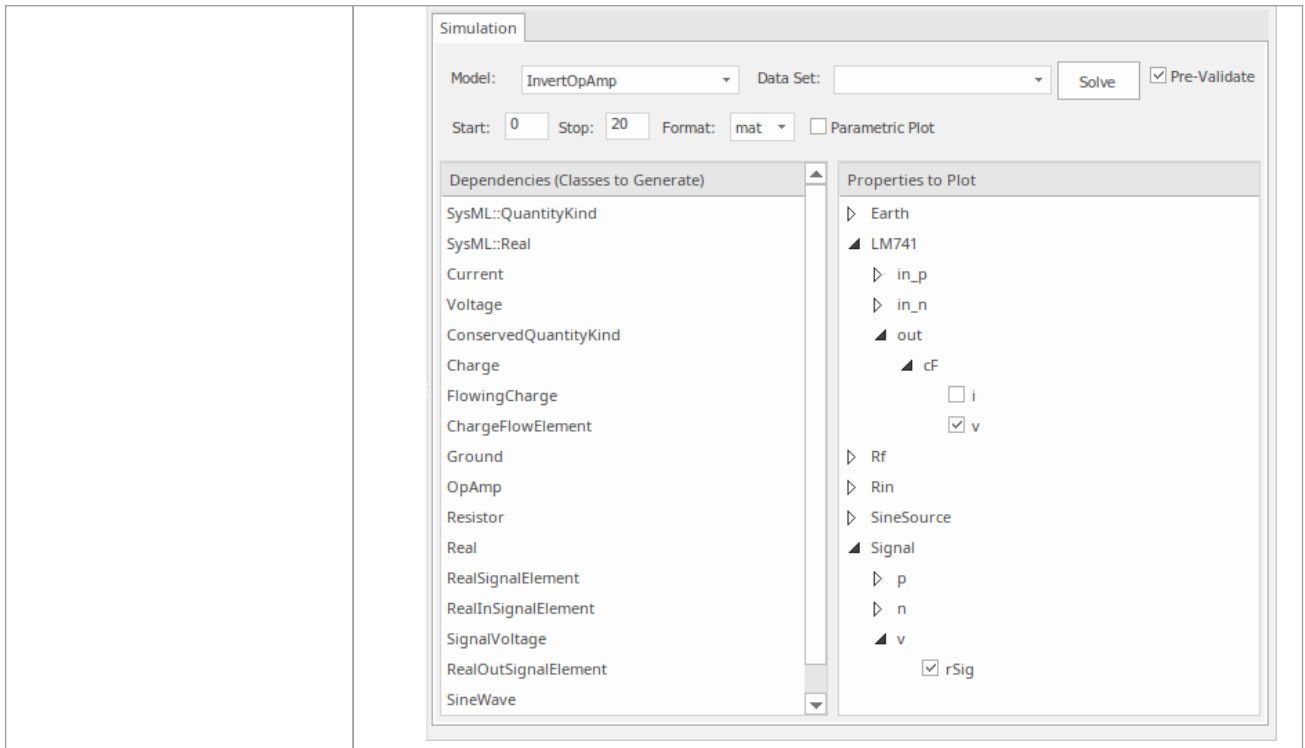 Simulation
Model: InvertOpAmp Data Set: Solve Pre-Validate
Start: 0 Stop: 20 Format: mat Parametric Plot
Dependencies (Classes to Generate)
SysML::QuantityKind
SysML::Real
Current
Voltage
ConservedQuantityKind
Charge
FlowingCharge
ChargeFlowElement
Ground
OpAmp
Resistor
Real
RealSignalElement
RealInSignalElement
SignalVoltage
RealOutSignalElement
SineWave
Properties to Plot
Earth
LM741
in_p
in_n
out
cF
i
v
Rf
Rin
SineSource
Signal
p
n
v
rSig